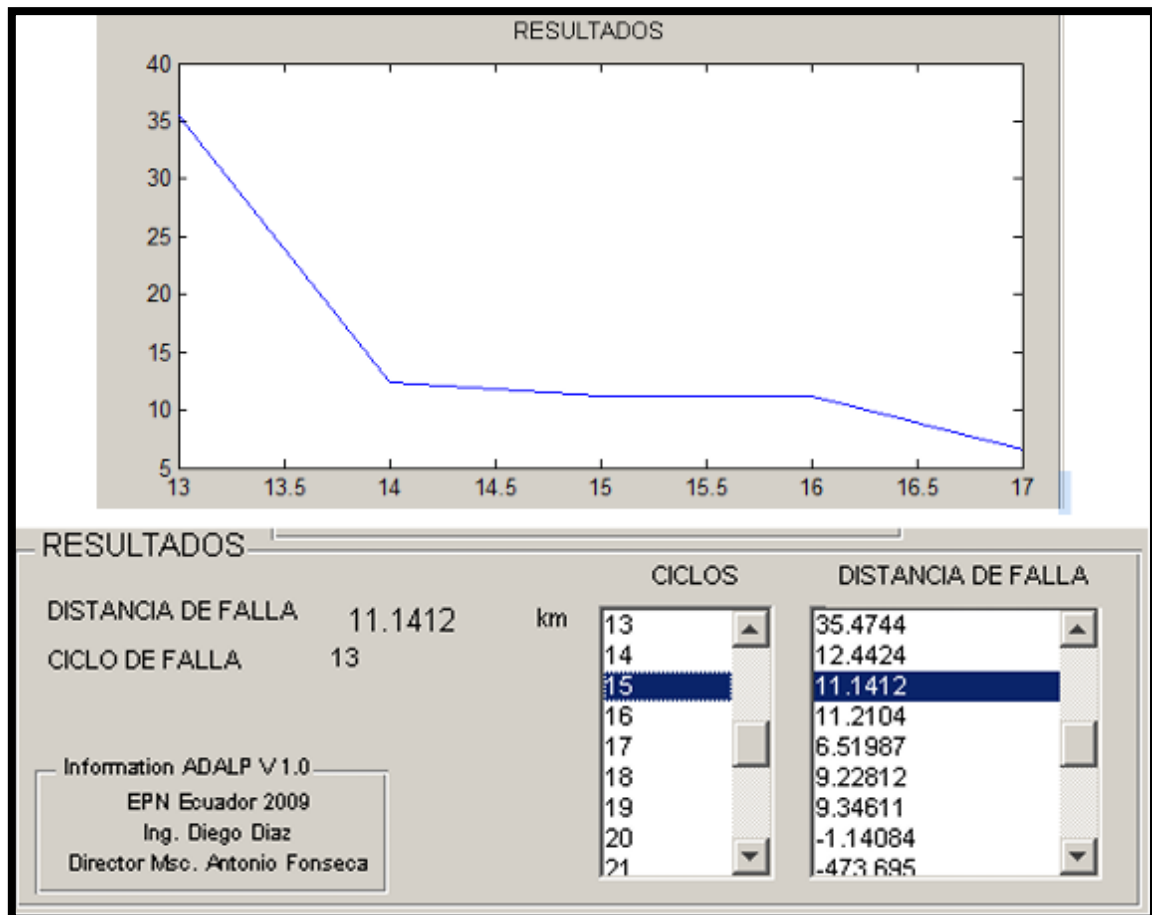 RESULTADOS
40
35
30
25
20
15
10
5
13 13.5 14 14.5 15 15.5 16 16.5 17
RESULTADOS
DISTANCIA DE FALLA 11.1412 km
CICLO DE FALLA 13
CICLOS DISTANCIA DE FALLA
13 35.4744
14 12.4424
15 11.1412
16 11.2104
17 6.51987
18 9.22812
19 9.34611
20 -1.14084
21 -473.695
Information ADALP V 1.0
EPN Ecuador 2009
Ing. Diego Diaz
Director Msc. Antonio Fonseca